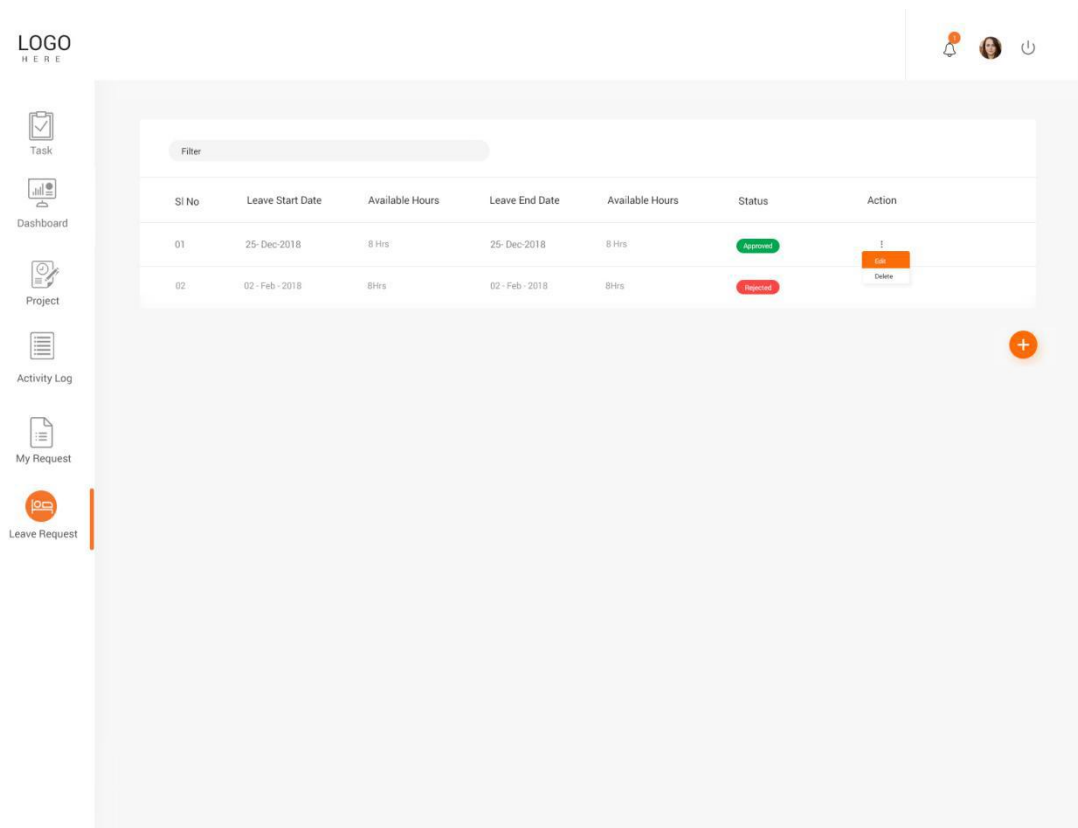 LOGO
HERE
1
Task
Dashboard
Project
Activity Log
My Request
Leave Request
Filter
Sl No Leave Start Date Available Hours Leave End Date Available Hours Status Action
01 25- Dec-2018 8 Hrs 25- Dec-2018 8 Hrs Approved
Edit
Delete
02 02 - Feb - 2018 8Hrs 02 - Feb - 2018 8Hrs Rejected